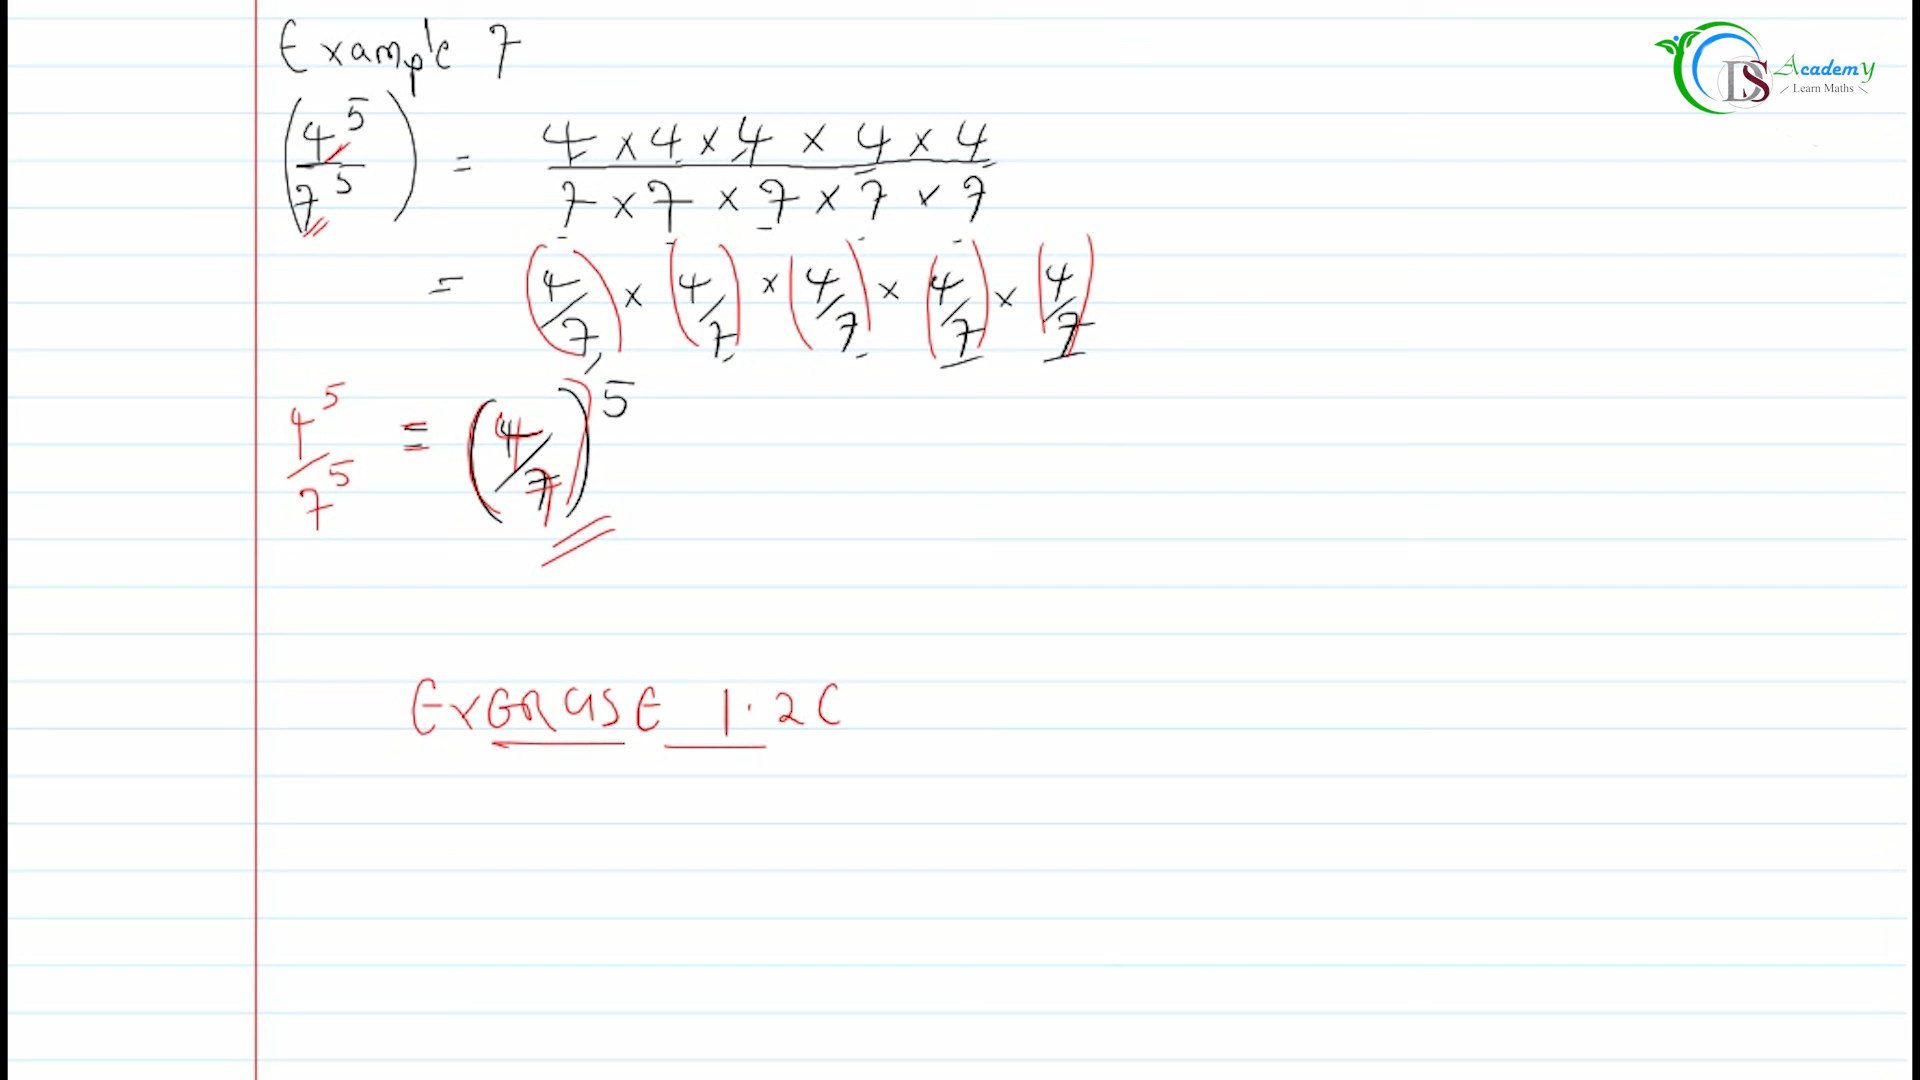 Example 7
DS Academy
Learn Maths
(4^5/7^5) = 4 × 4 × 4 × 4 × 4 / 7 × 7 × 7 × 7 × 7
= (4/7) × (4/7) × (4/7) × (4/7) × (4/7)
4^5/7^5 = (4/7)^5
EXERCISE 1.2C